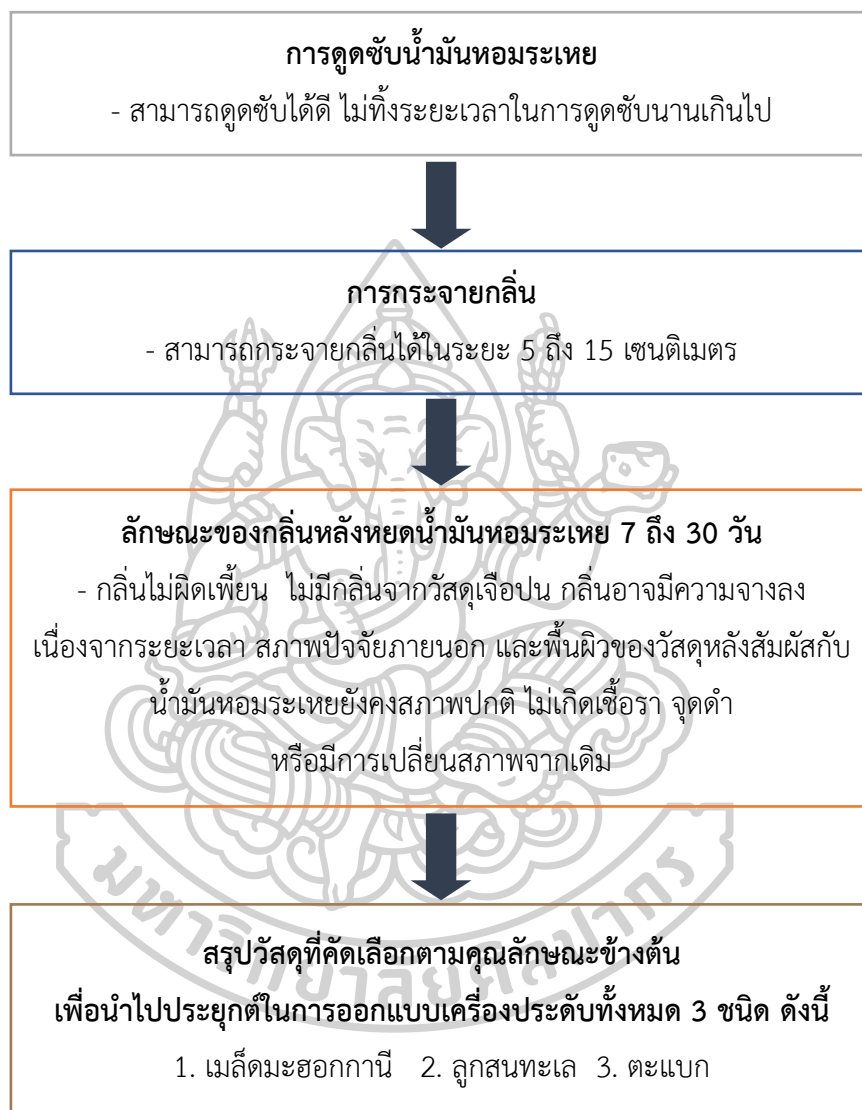 การดูดซับน้ำมันหอมระเหย
- สามารถดูดซับได้ดี ไม่ทิ้งระยะเวลาในการดูดซับนานเกินไป
การกระจายกลิ่น
- สามารถกระจายกลิ่นได้ในระยะ 5 ถึง 15 เซนติเมตร
ลักษณะของกลิ่นหลังหยดน้ำมันหอมระเหย 7 ถึง 30 วัน
- กลิ่นไม่ผิดเพี้ยน ไม่มีกลิ่นจากวัสดุเจือปน กลิ่นอาจมีความจางลง
เนื่องจากระยะเวลา สภาพปัจจัยภายนอก และพื้นผิวของวัสดุหลังสัมผัสกับ
น้ำมันหอมระเหยยังคงสภาพปกติ ไม่เกิดเชื้อรา จุดดำ
หรือมีการเปลี่ยนสภาพจากเดิม
สรุปวัสดุที่คัดเลือกตามคุณลักษณะข้างต้น
เพื่อนำไปประยุกต์ในการออกแบบเครื่องประดับทั้งหมด 3 ชนิด ดังนี้
1. เมล็ดมะฮอกกานี 2. ลูกสนทะเล 3. ตะแบก
มหาวิทยาลัยศิลปากร